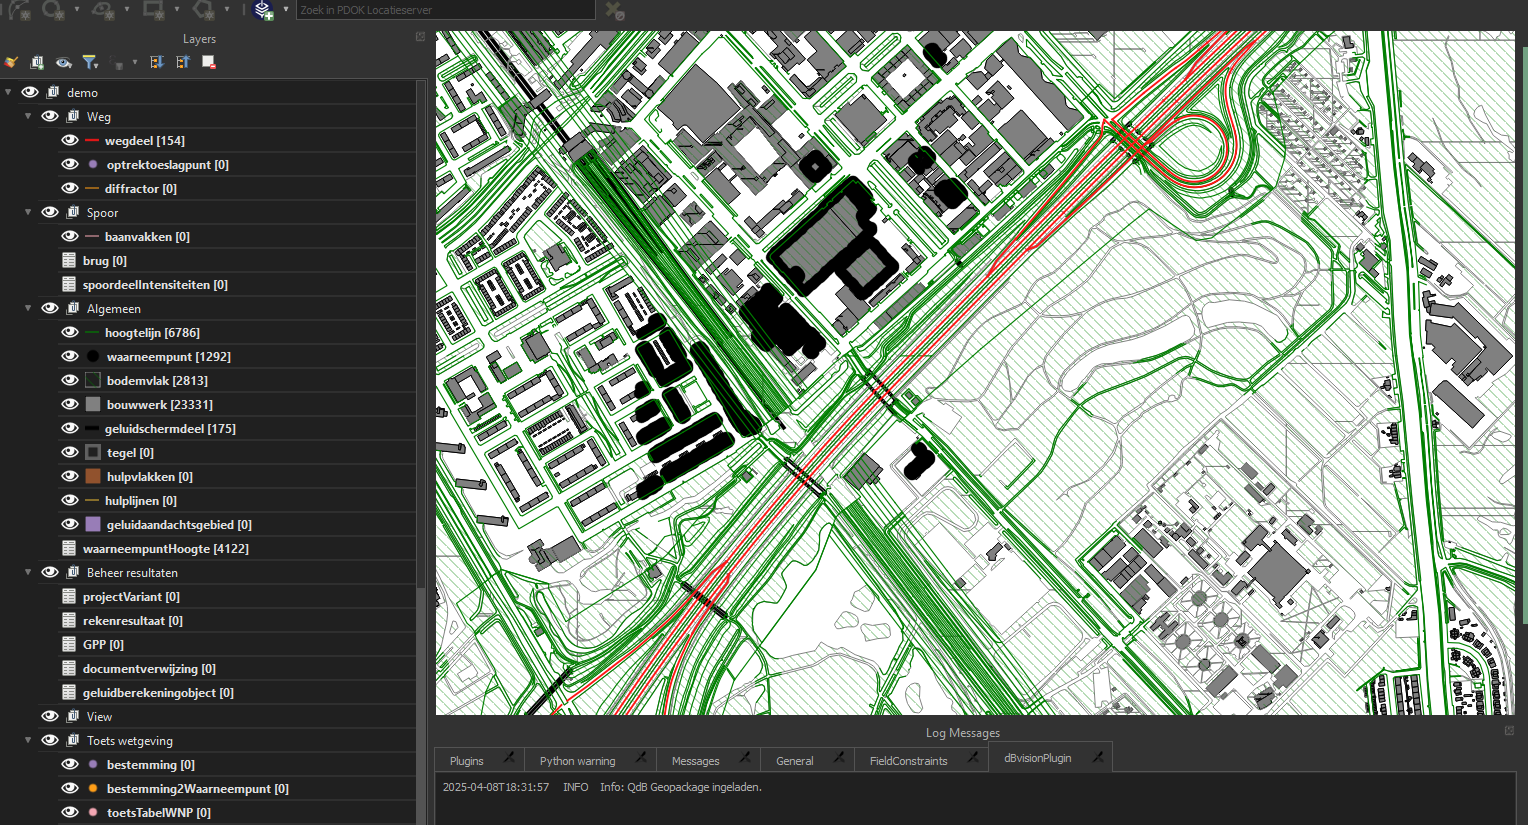 Zoek in PDOK Locatieserver
Layers
demo
Weg
wegdeel [154]
optrektoeslagpunt [0]
diffractor [0]
Spoor
baanvakken [0]
brug [0]
spoordeelIntensiteiten [0]
Algemeen
hoogtelijn [6786]
waarneempunt [1292]
bodemvlak [2813]
bouwwerk [23331]
geluidschermdeel [175]
tegel [0]
hulpvlakken [0]
hulplijnen [0]
geluidaandachtsgebied [0]
waarneempuntHoogte [4122]
Beheer resultaten
projectVariant [0]
rekenresultaat [0]
GPP [0]
documentverwijzing [0]
geluidberekeningobject [0]
View
Toets wetgeving
bestemming [0]
bestemming2Waarneempunt [0]
toetsTabelWNP [0]
Log Messages
Plugins Python warning Messages General FieldConstraints dBvisionPlugin
2025-04-08T18:31:57 INFO Info: QdB Geopackage ingeladen.